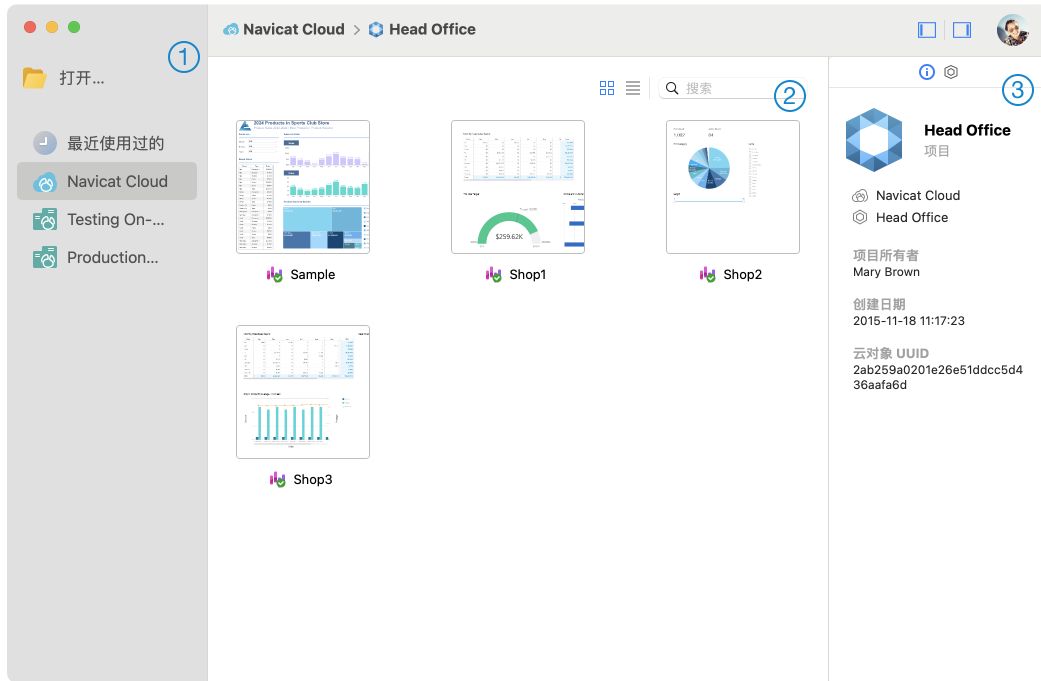 Navicat Cloud > Head Office
①
打开...
最近使用过的
Navicat Cloud
Testing On-...
Production...
搜索
②
2024 Products to Sports Club Store
Sample
$259.62K
Shop1
Shop2
Shop3
③
Head Office
项目
Navicat Cloud
Head Office
项目所有者
Mary Brown
创建日期
2015-11-18 11:17:23
云对象 UUID
2ab259a0201e26e51ddcc5d4
36aafa6d